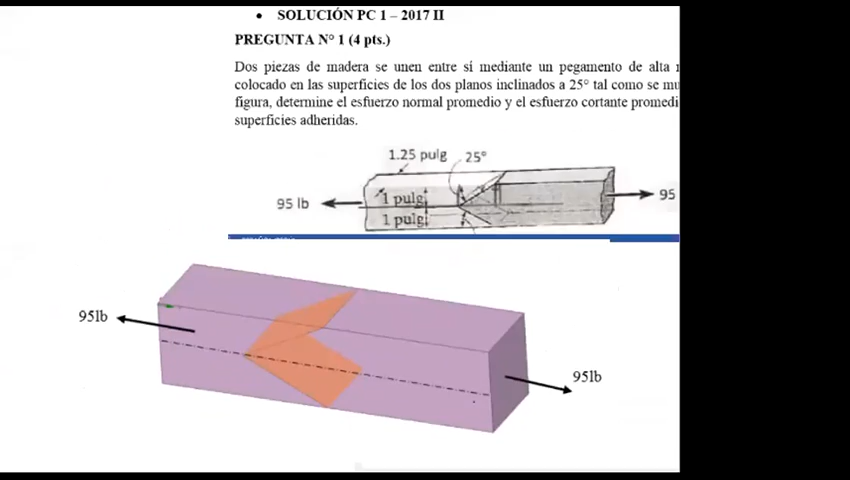 • SOLUCIÓN PC 1 – 2017 II
PREGUNTA N° 1 (4 pts.)
Dos piezas de madera se unen entre sí mediante un pegamento de alta
colocado en las superficies de los dos planos inclinados a 25° tal como se
figura, determine el esfuerzo normal promedio y el esfuerzo cortante
superficies adheridas.
1.25 pulg 25°
1 pulg
95 lb 95
1 pulg
95lb
95lb